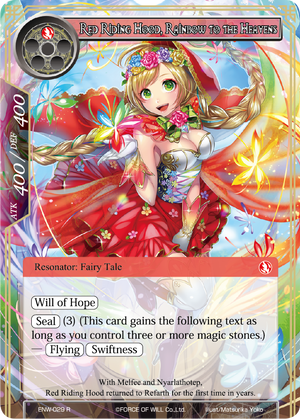 Red Riding Hood, Rainbow to the Heavens
ATK 400 / DEF 400
Resonator: Fairy Tale
Will of Hope
Seal (3) (This card gains the following text as
long as you control three or more magic stones.)
— Flying Swiftness
With Melfee and Nyarlathotep,
Red Riding Hood returned to Refarth for the first time in years.
ENW-029 R ©FORCE OF WILL Co.,Ltd. Illust/Matsurika Yoko